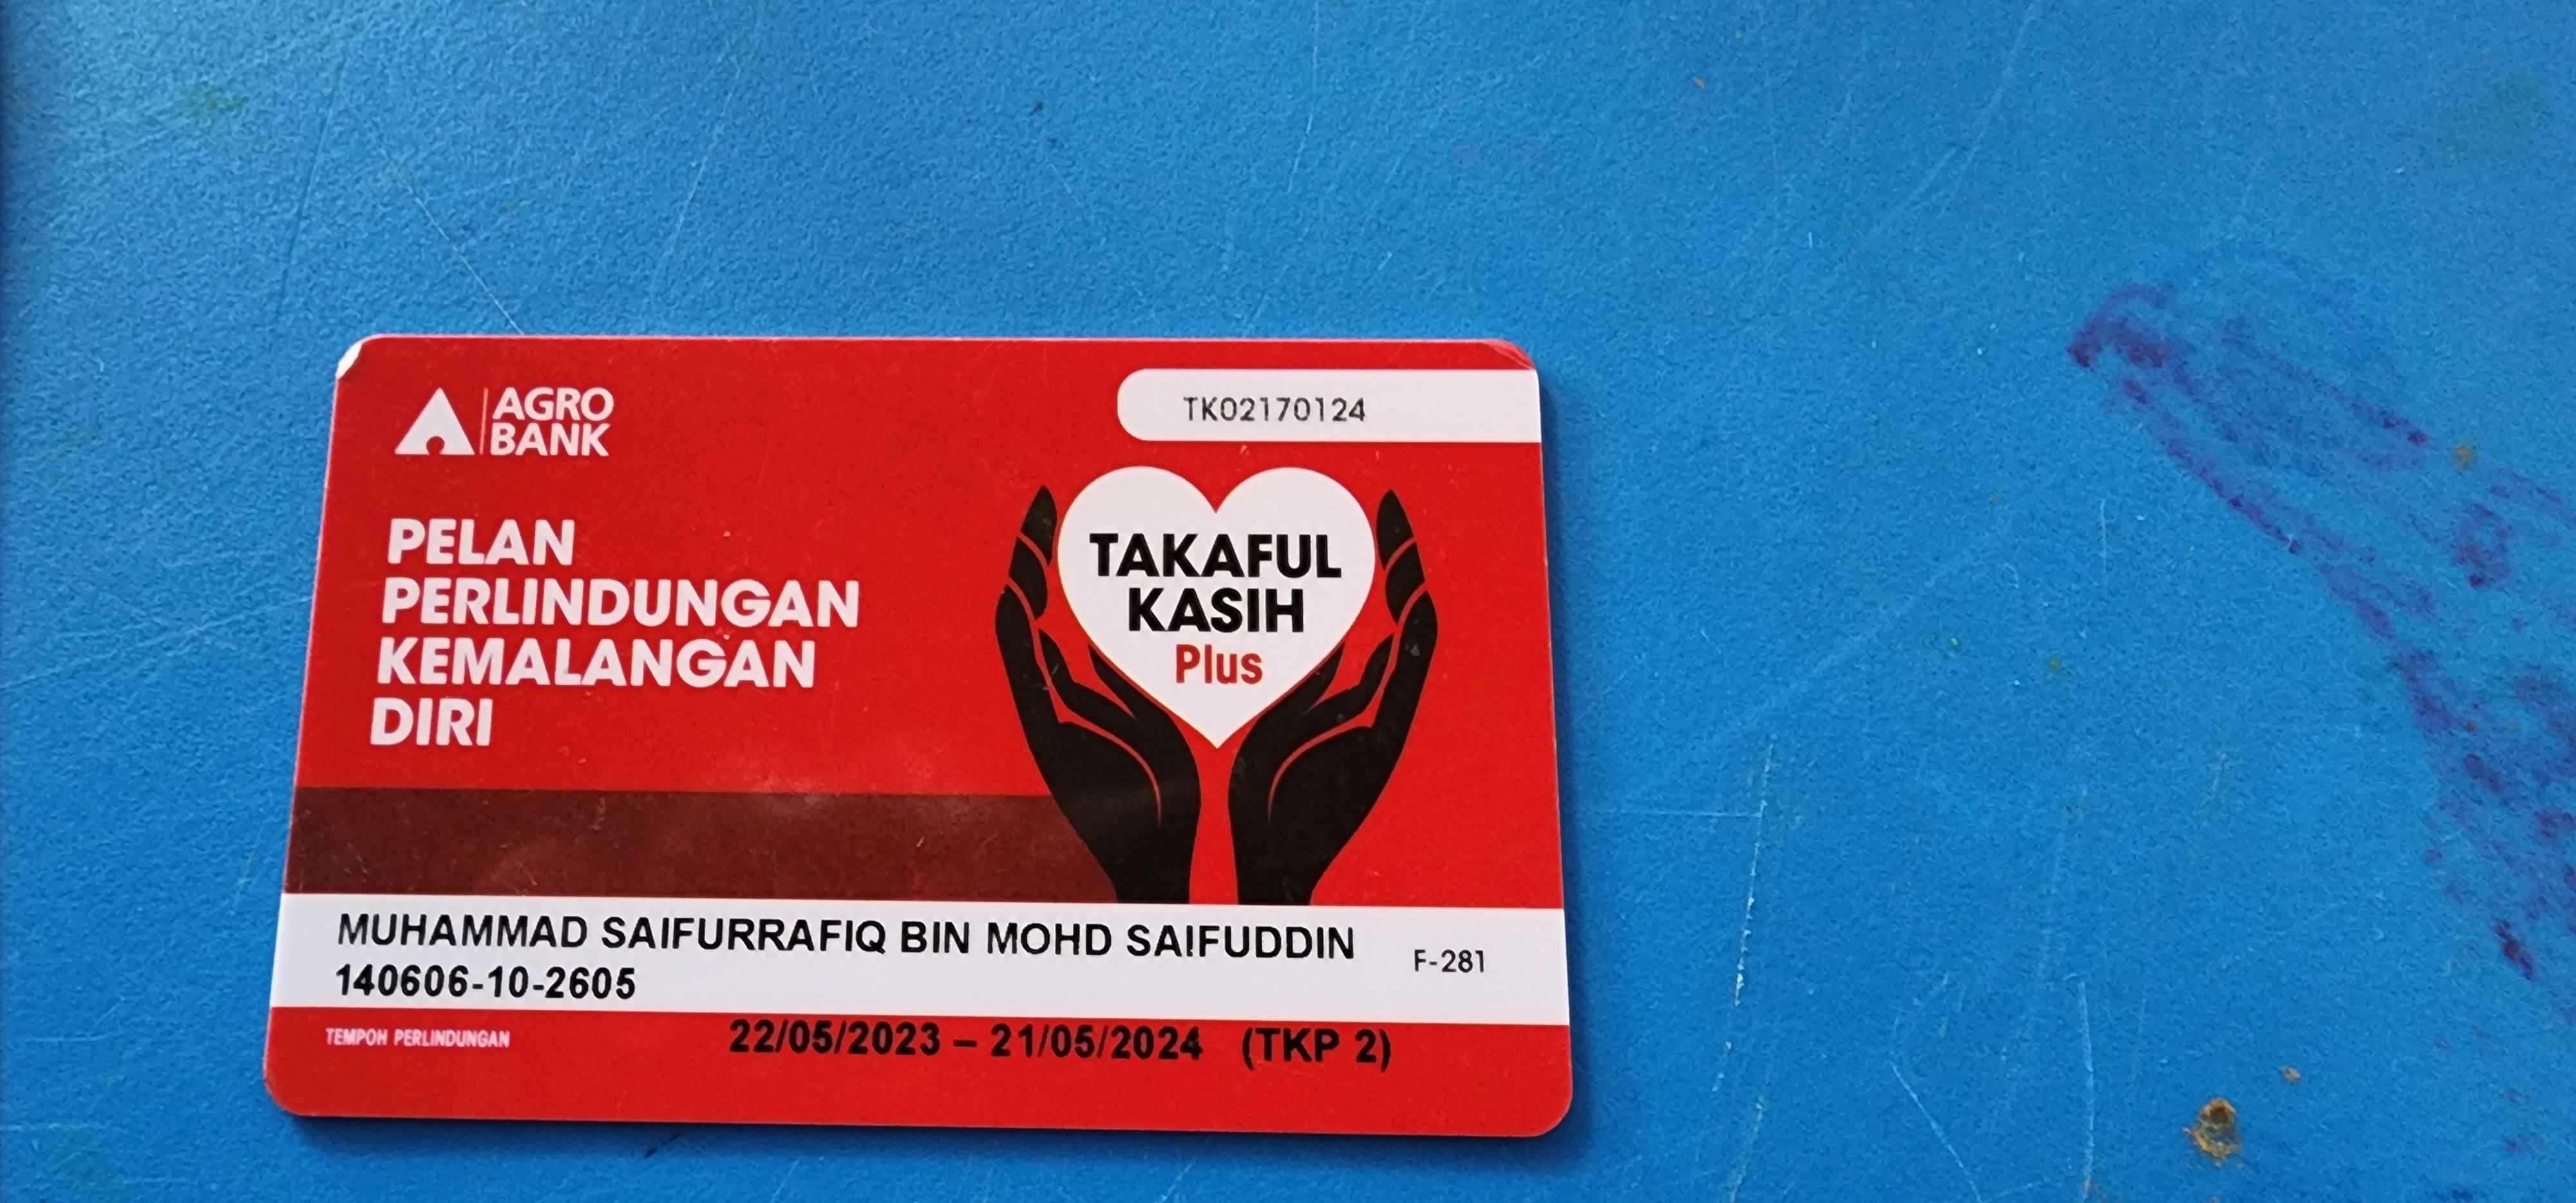 AGRO
BANK
TK02170124
PELAN
PERLINDUNGAN
KEMALANGAN
DIRI
TAKAFUL
KASIH
Plus
MUHAMMAD SAIFURRAFIQ BIN MOHD SAIFUDDIN F-281
140606-10-2605
TEMPOH PERLINDUNGAN 22/05/2023 – 21/05/2024 (TKP 2)